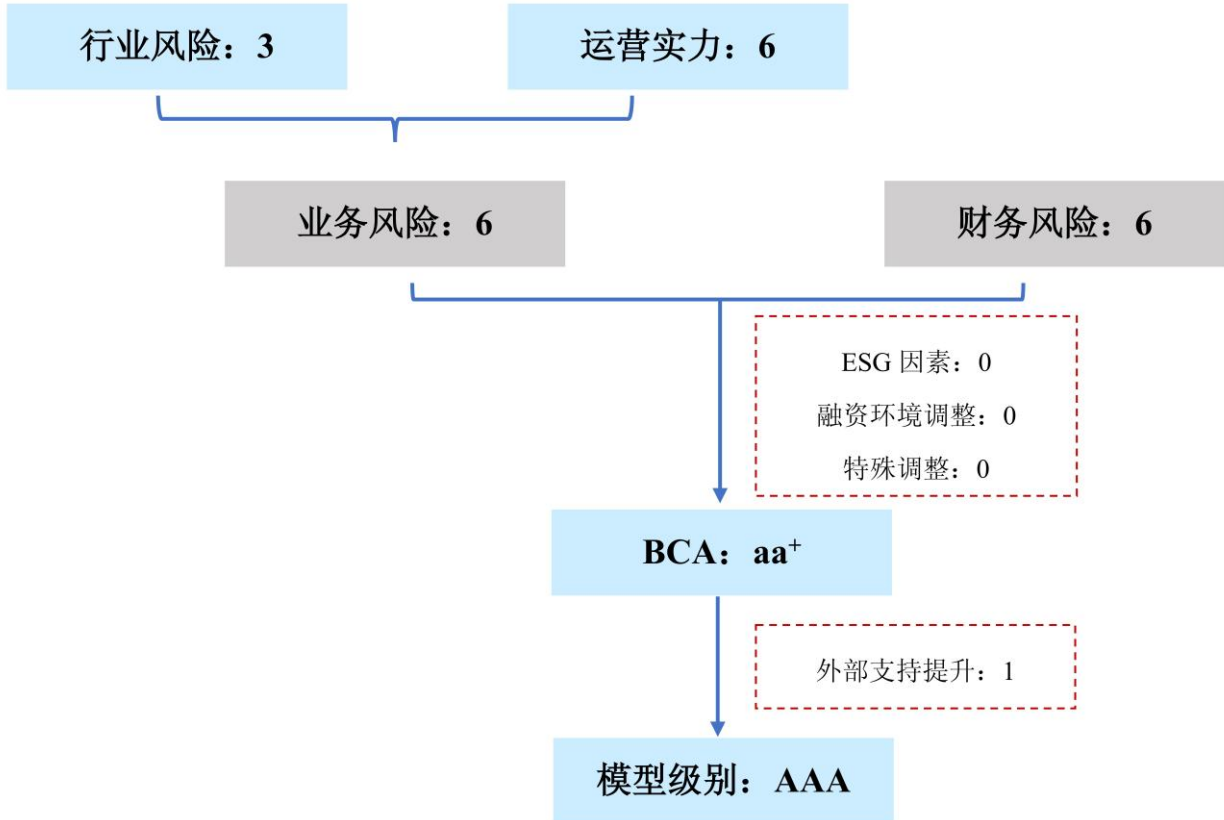 行业风险：3
运营实力：6
业务风险：6
财务风险：6
ESG 因素：0
融资环境调整：0
特殊调整：0
BCA：aa⁺
外部支持提升：1
模型级别：AAA